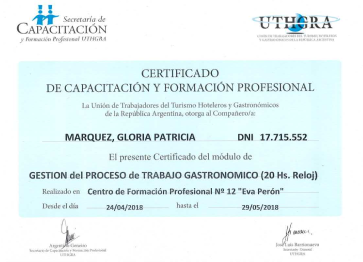 Secretaría de
CAPACITACIÓN
y Formación Profesional UTHGRA
UTHGRA
CERTIFICADO
DE CAPACITACIÓN Y FORMACIÓN PROFESIONAL
La Unión de Trabajadores del Turismo Hoteleros y Gastronómicos
de la República Argentina, otorga al Compañero/a:
MARQUEZ, GLORIA PATRICIA DNI 17.715.552
El presente Certificado del módulo de
GESTION del PROCESO de TRABAJO GASTRONOMICO (20 Hs. Reloj)
Realizado en Centro de Formación Profesional Nº 12 "Eva Perón"
Desde el día 24/04/2018 hasta el 29/05/2018
Secretario de Capacitación y Formación Profesional
UTHGRA
José Luis Barrionuevo
Secretario General
UTHGRA